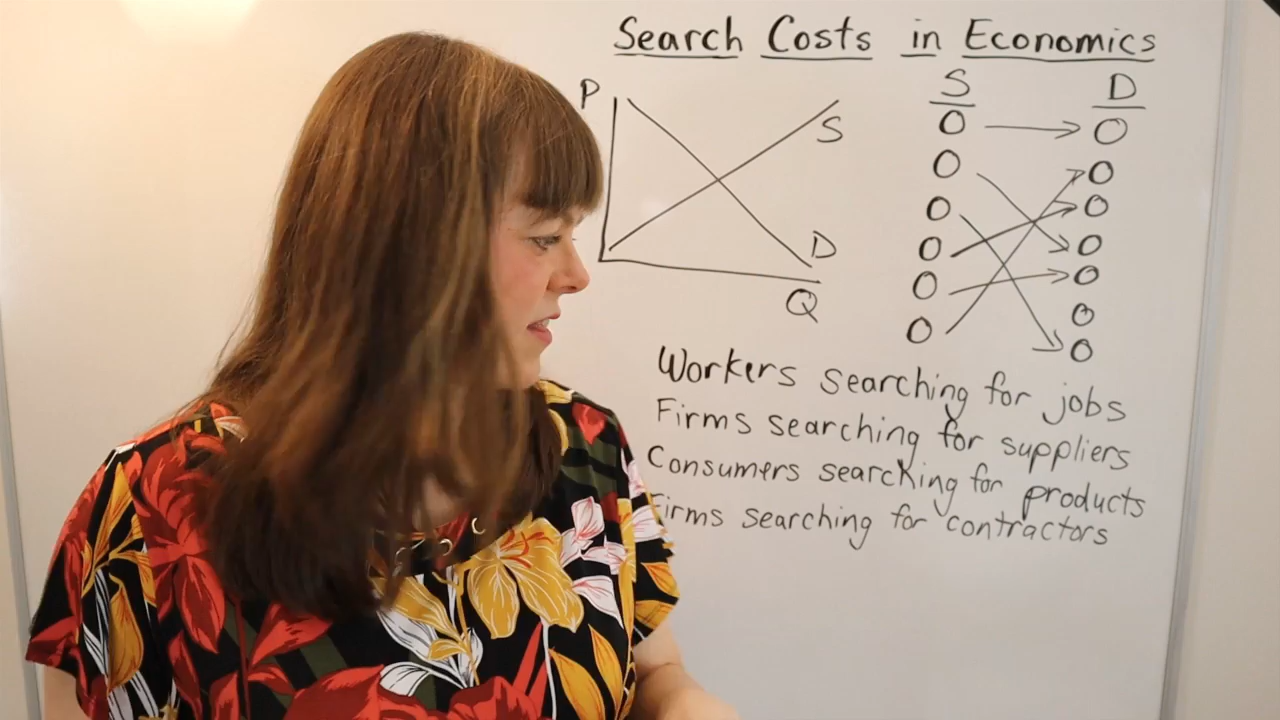 Search Costs in Economics
P
S
D
Q
S D
O O
O O
O O
O O
O O
O O
O
Workers searching for jobs
Firms searching for suppliers
Consumers searching for products
Firms searching for contractors